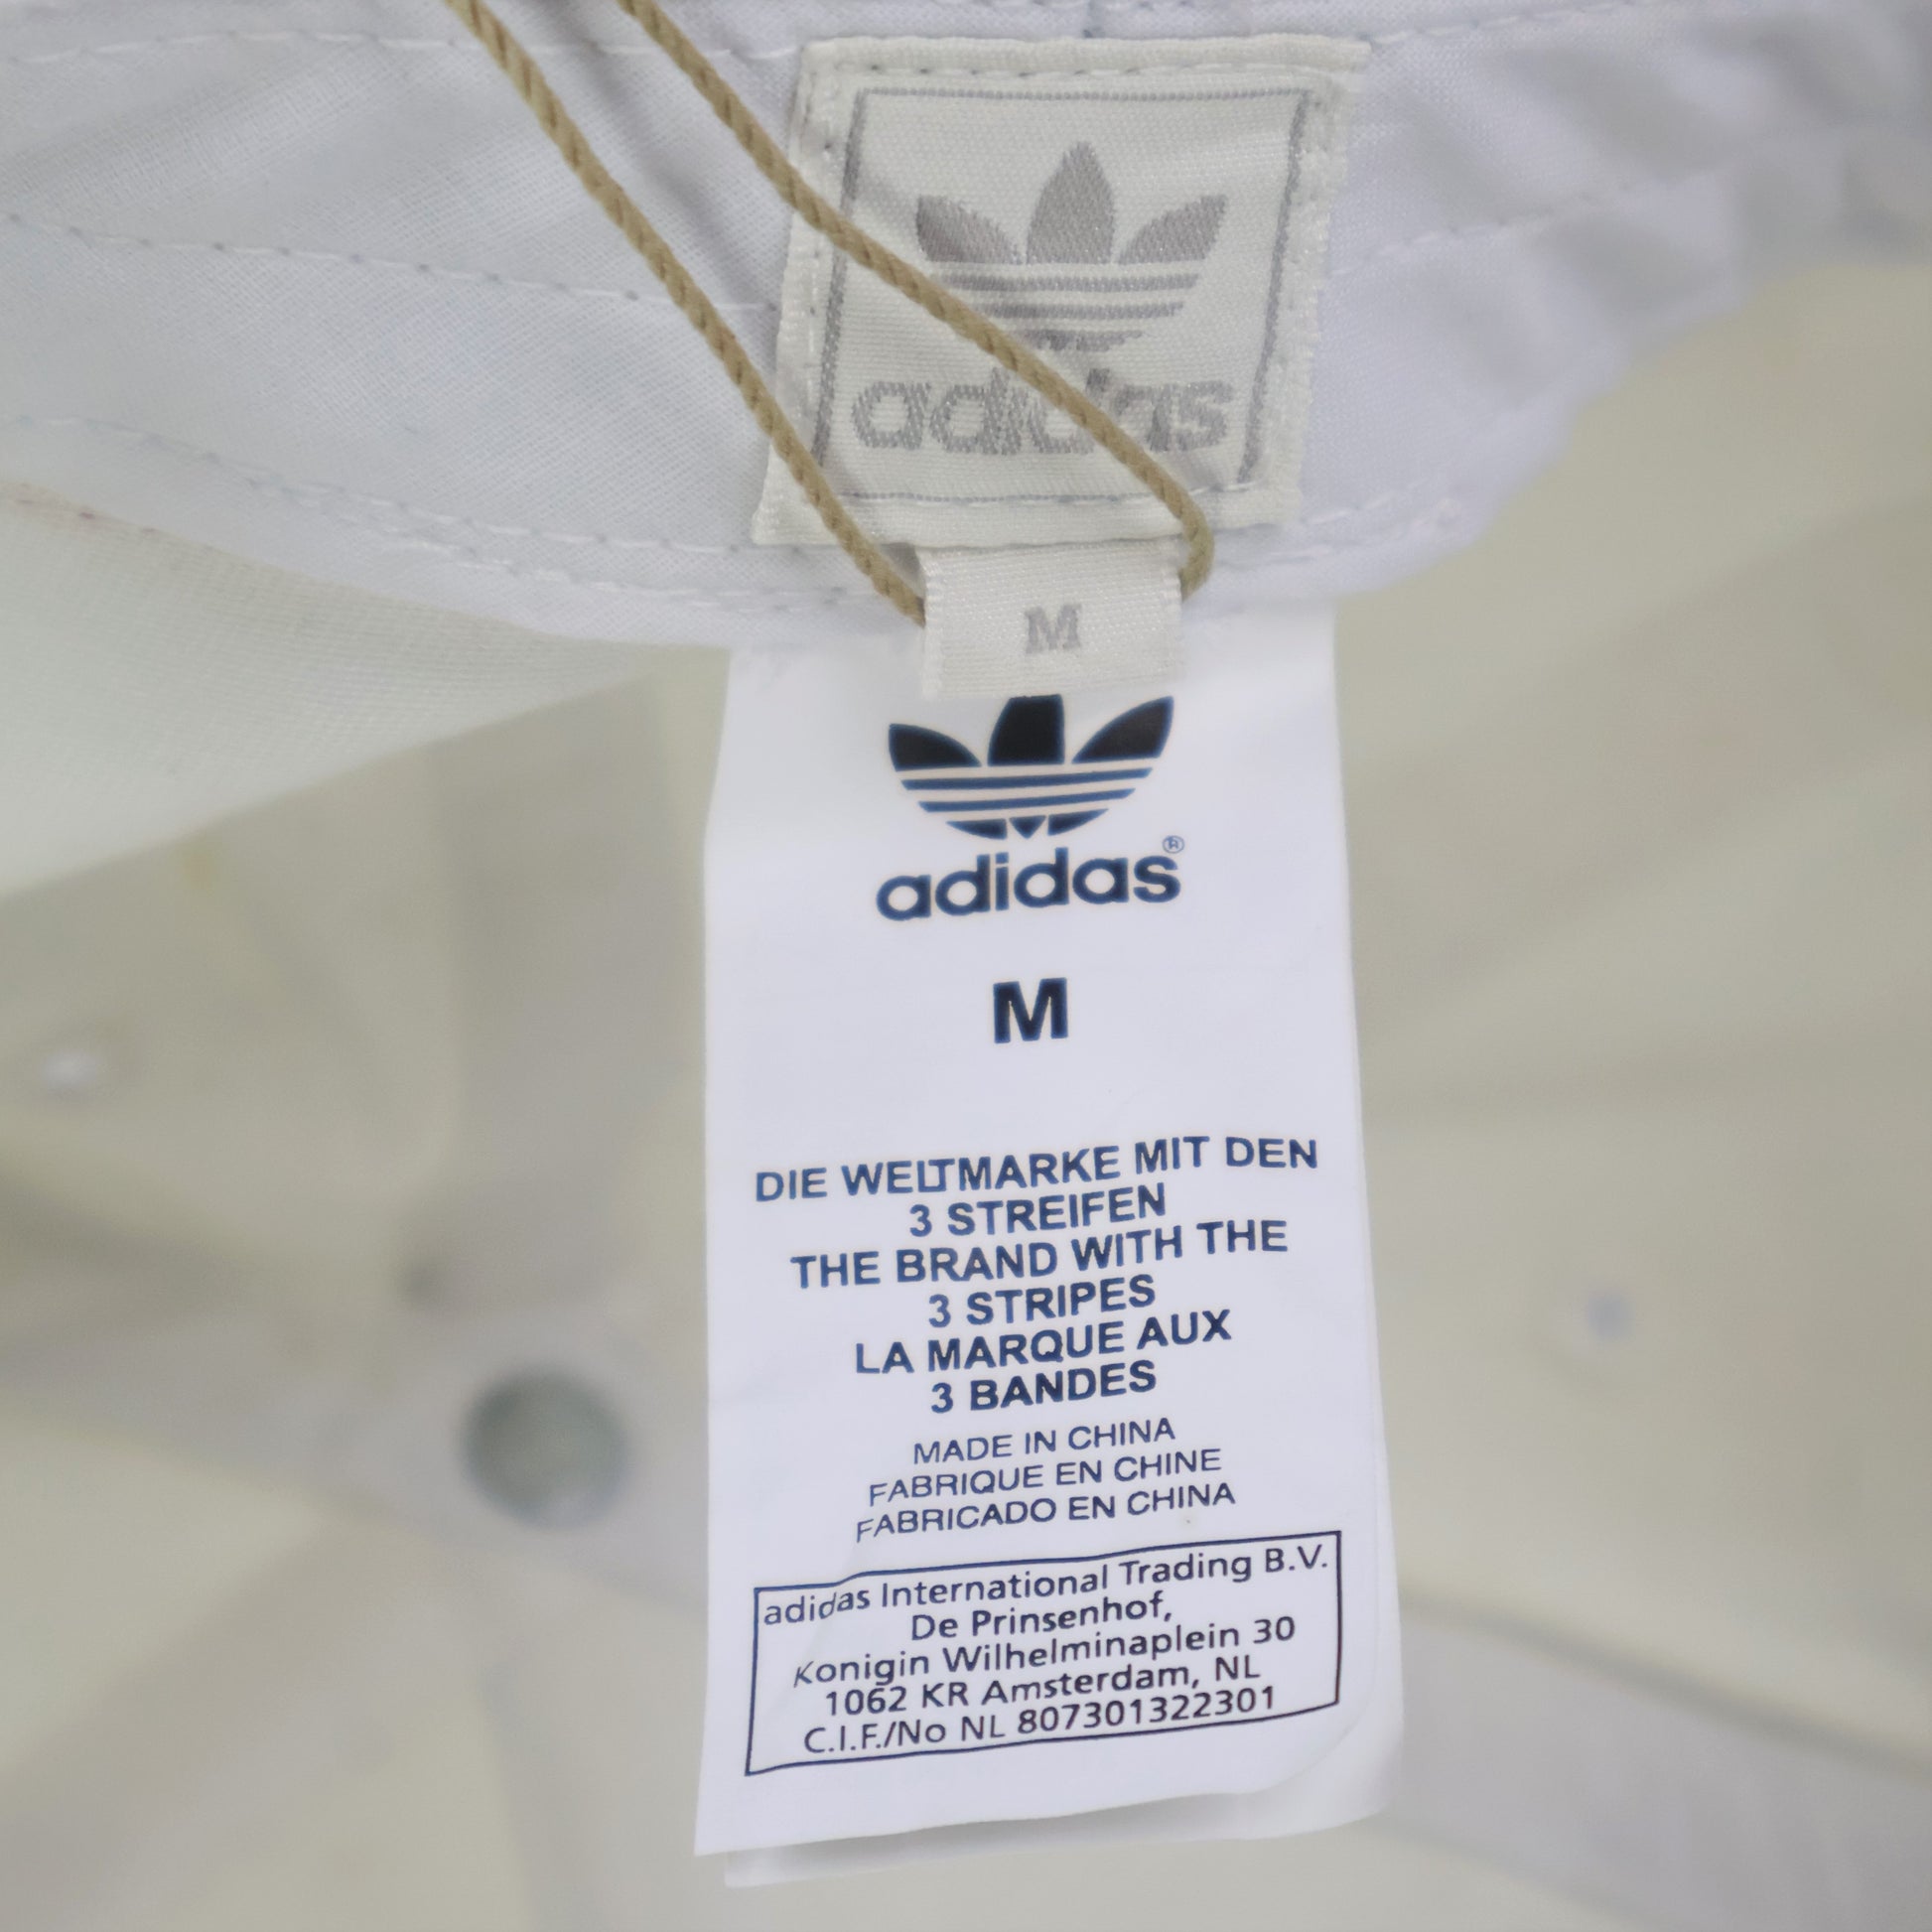 adidas
M
adidas®
M
DIE WELTMARKE MIT DEN
3 STREIFEN
THE BRAND WITH THE
3 STRIPES
LA MARQUE AUX
3 BANDES
MADE IN CHINA
FABRIQUE EN CHINE
FABRICADO EN CHINA
adidas International Trading B.V.
De Prinsenhof,
Konigin Wilhelminaplein 30
1062 KR Amsterdam, NL
C.I.F./No NL 807301322301